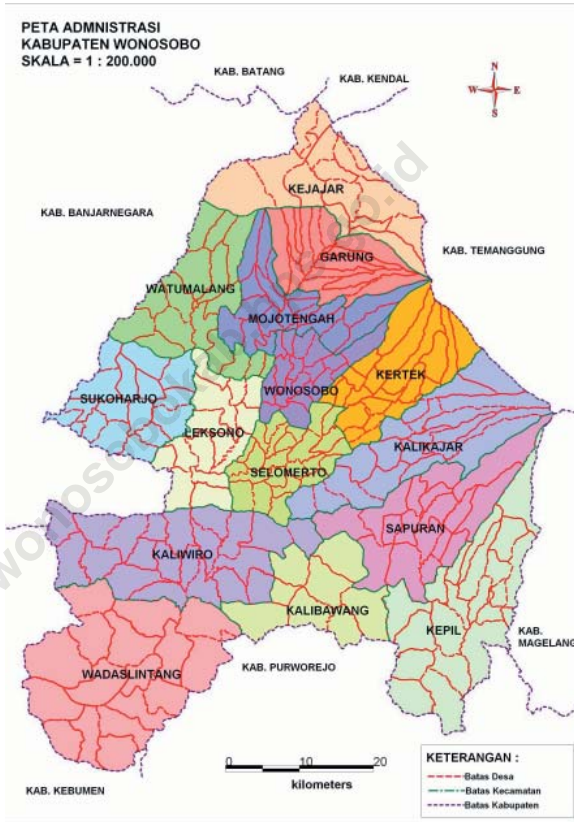 PETA ADMNISTRASI
KABUPATEN WONOSOBO
SKALA = 1 : 200.000
KAB. BATANG
KAB. KENDAL
N
W E
S
KEJAJAR
KAB. BANJARNEGARA
KAB. TEMANGGUNG
GARUNG
WATUMALANG
MOJOTENGAH
KERTEK
WONOSOBO
SUKOHARJO
LEKSONO
KALIKAJAR
SELOMERTO
SAPURAN
KALIWIRO
KALIBAWANG
KEPIL
KAB.
MAGELANG
KAB. PURWOREJO
WADASLINTANG
0 10 20
kilometers
KAB. KEBUMEN
KETERANGAN :
Batas Desa
Batas Kecamatan
Batas Kabupaten